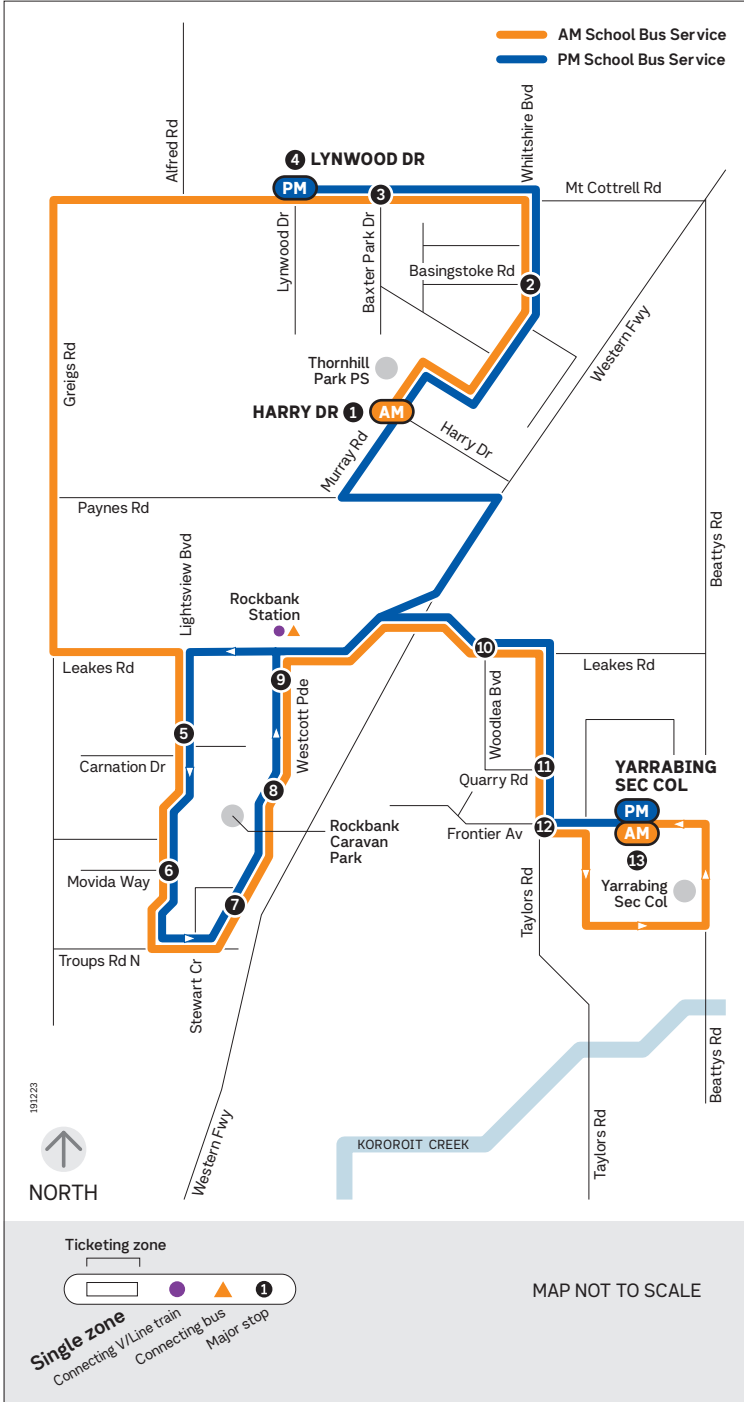 AM School Bus Service
PM School Bus Service
Alfred Rd
Whiltshire Blvd
4 LYNWOOD DR
PM
3
Mt Cottrell Rd
Lynwood Dr
Baxter Park Dr
Basingstoke Rd
2
Western Fwy
Greigs Rd
Thornhill
Park PS
HARRY DR 1
AM
Harry Dr
Murray Rd
Paynes Rd
Beattys Rd
Lightsview Blvd
Rockbank
Station
10
Leakes Rd
9
Leakes Rd
Westcott Pde
Woodlea Blvd
5
Carnation Dr
11
Quarry Rd
YARRABING
SEC COL
8
PM
12
Frontier Av
AM
Rockbank
Caravan
Park
13
6
Movida Way
Yarrabing
Sec Col
7
Taylors Rd
Troups Rd N
Stewart Cr
Beattys Rd
191223
Western Fwy
KOROROIT CREEK
Taylors Rd
NORTH
Ticketing zone
1
Single zone
Connecting V/Line train
Connecting bus
Major stop
MAP NOT TO SCALE